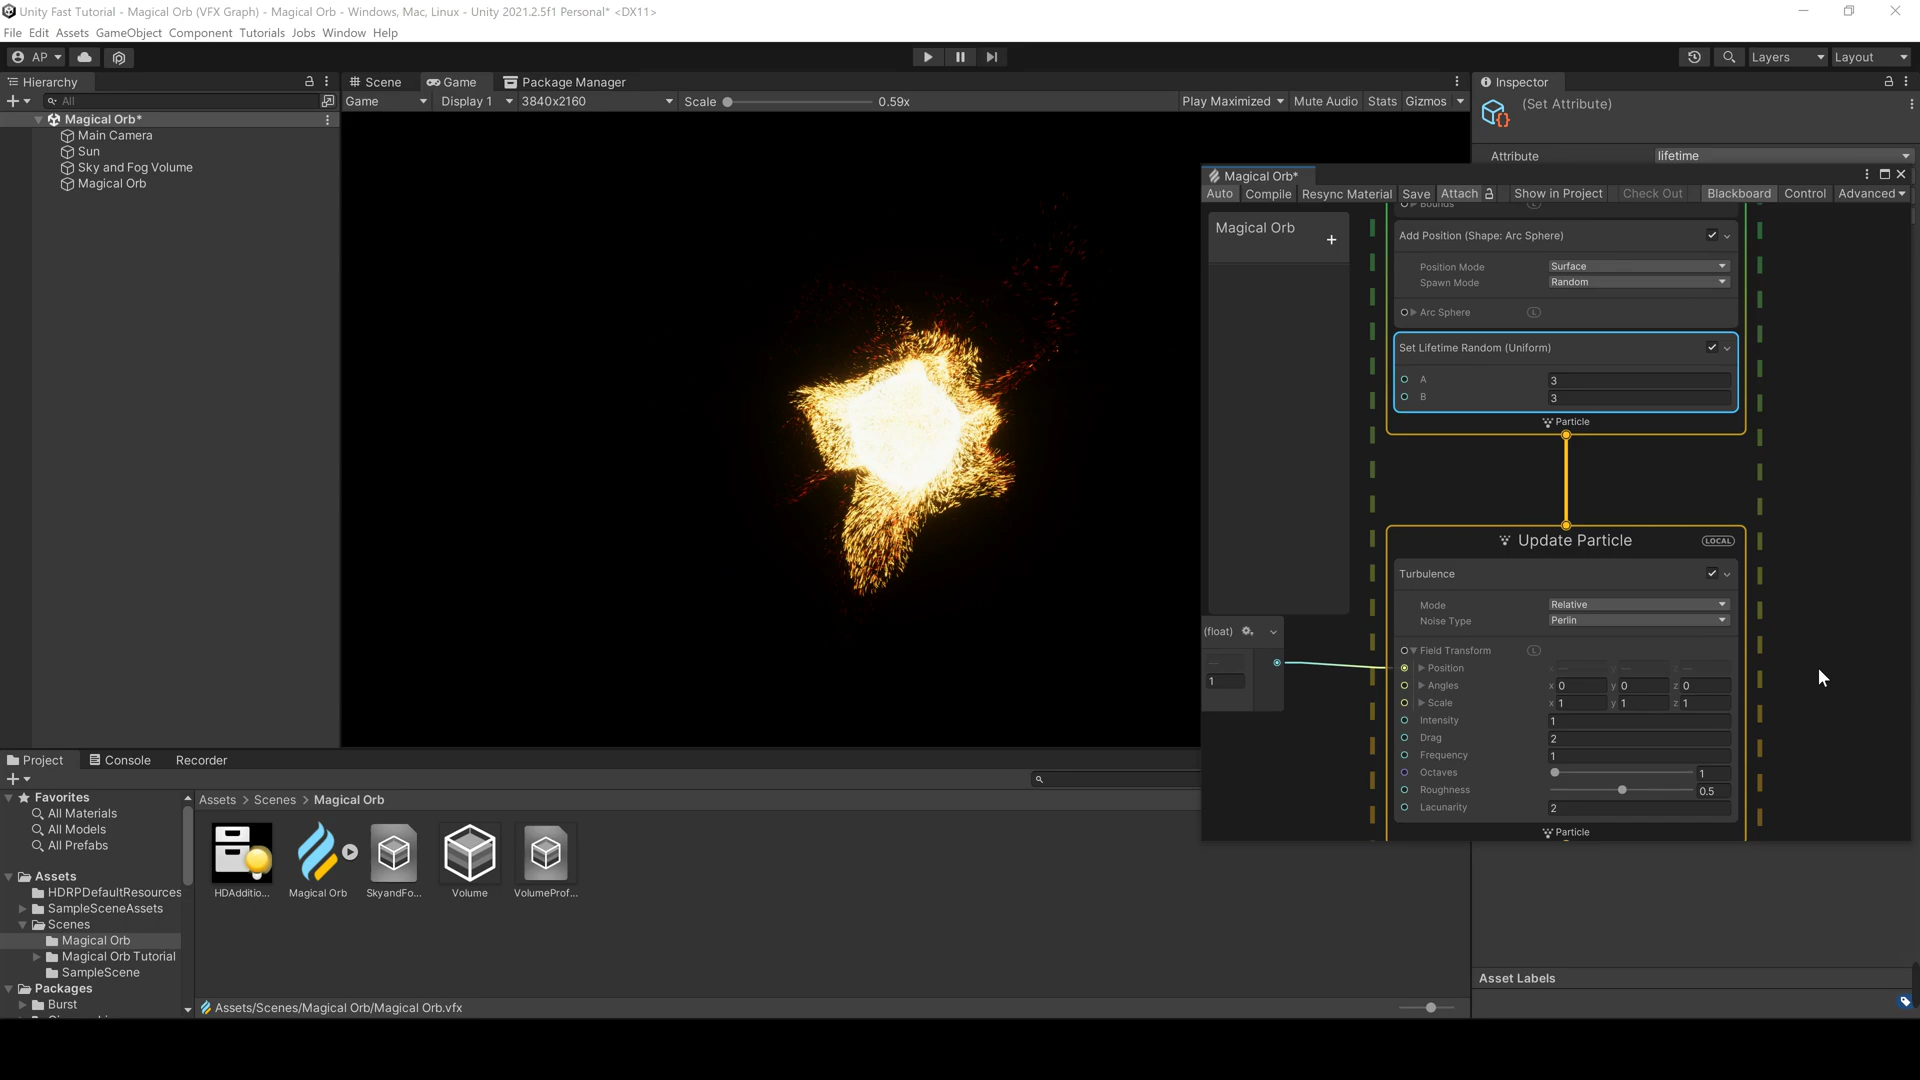 Unity Fast Tutorial - Magical Orb (VFX Graph) - Magical Orb - Windows, Mac, Linux - Unity 2021.2.5f1 Personal* <DX11>
File Edit Assets GameObject Component Tutorials Jobs Window Help
AP
Layers
Layout
Hierarchy
Scene
Game
Package Manager
Inspector
All
Game
Display 1
3840x2160
Scale
0.59x
Play Maximized
Mute Audio
Stats
Gizmos
(Set Attribute)
Magical Orb*
Main Camera
Sun
Sky and Fog Volume
Magical Orb
Attribute
lifetime
Magical Orb*
Auto
Compile
Resync Material
Save
Attach
Show in Project
Check Out
Blackboard
Control
Advanced
Magical Orb
+
Bounds
L
Add Position (Shape: Arc Sphere)
Position Mode
Surface
Spawn Mode
Random
Arc Sphere
L
Set Lifetime Random (Uniform)
A
3
B
3
Particle
Update Particle
LOCAL
Turbulence
Mode
Relative
Noise Type
Perlin
(float)
1
Field Transform
L
Position
x
y
z
Angles
x 0
y 0
z 0
Scale
x 1
y 1
z 1
Intensity
1
Drag
2
Frequency
1
Octaves
1
Roughness
0.5
Lacunarity
2
Particle
Project
Console
Recorder
Favorites
All Materials
All Models
All Prefabs
Assets
HDRPDefaultResources
SampleSceneAssets
Scenes
Magical Orb
Magical Orb Tutorial
SampleScene
Packages
Burst
Assets > Scenes > Magical Orb
HDAdditio...
Magical Orb
SkyandFo...
Volume
VolumeProf...
Assets/Scenes/Magical Orb/Magical Orb.vfx
Asset Labels